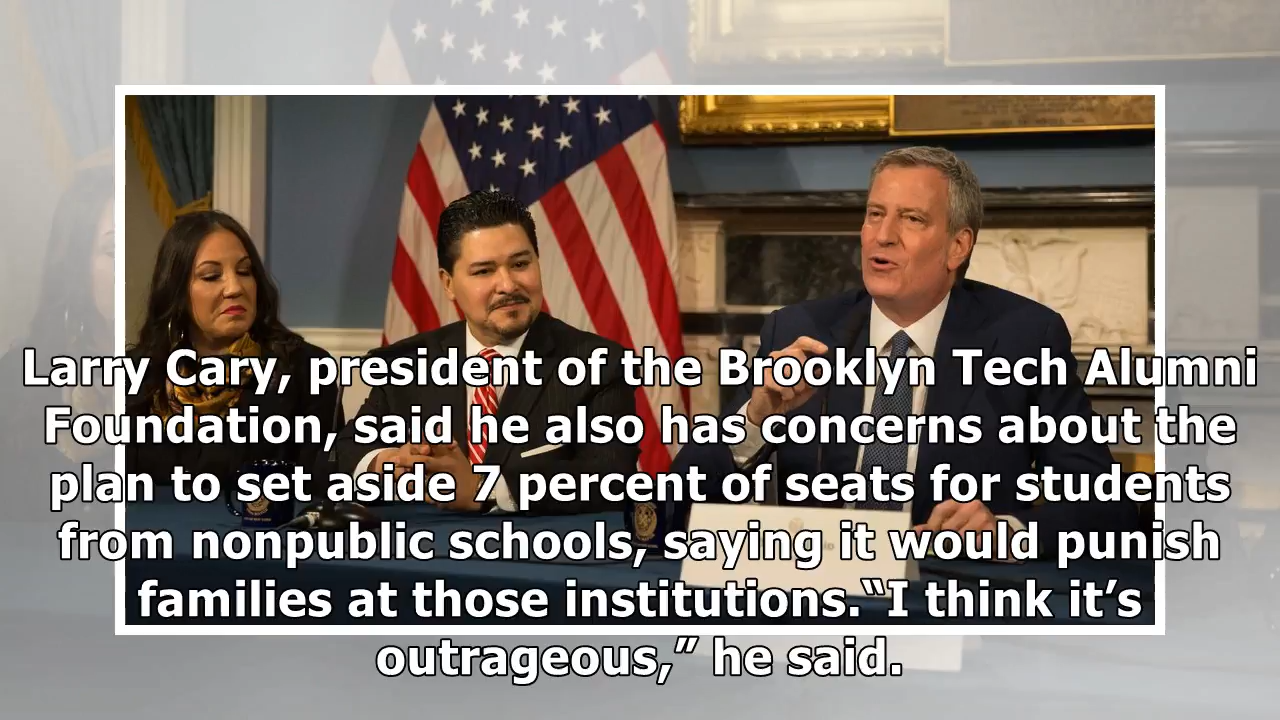 Larry Cary, president of the Brooklyn Tech Alumni
Foundation, said he also has concerns about the
plan to set aside 7 percent of seats for students
from nonpublic schools, saying it would punish
families at those institutions.“I think it’s
outrageous,” he said.